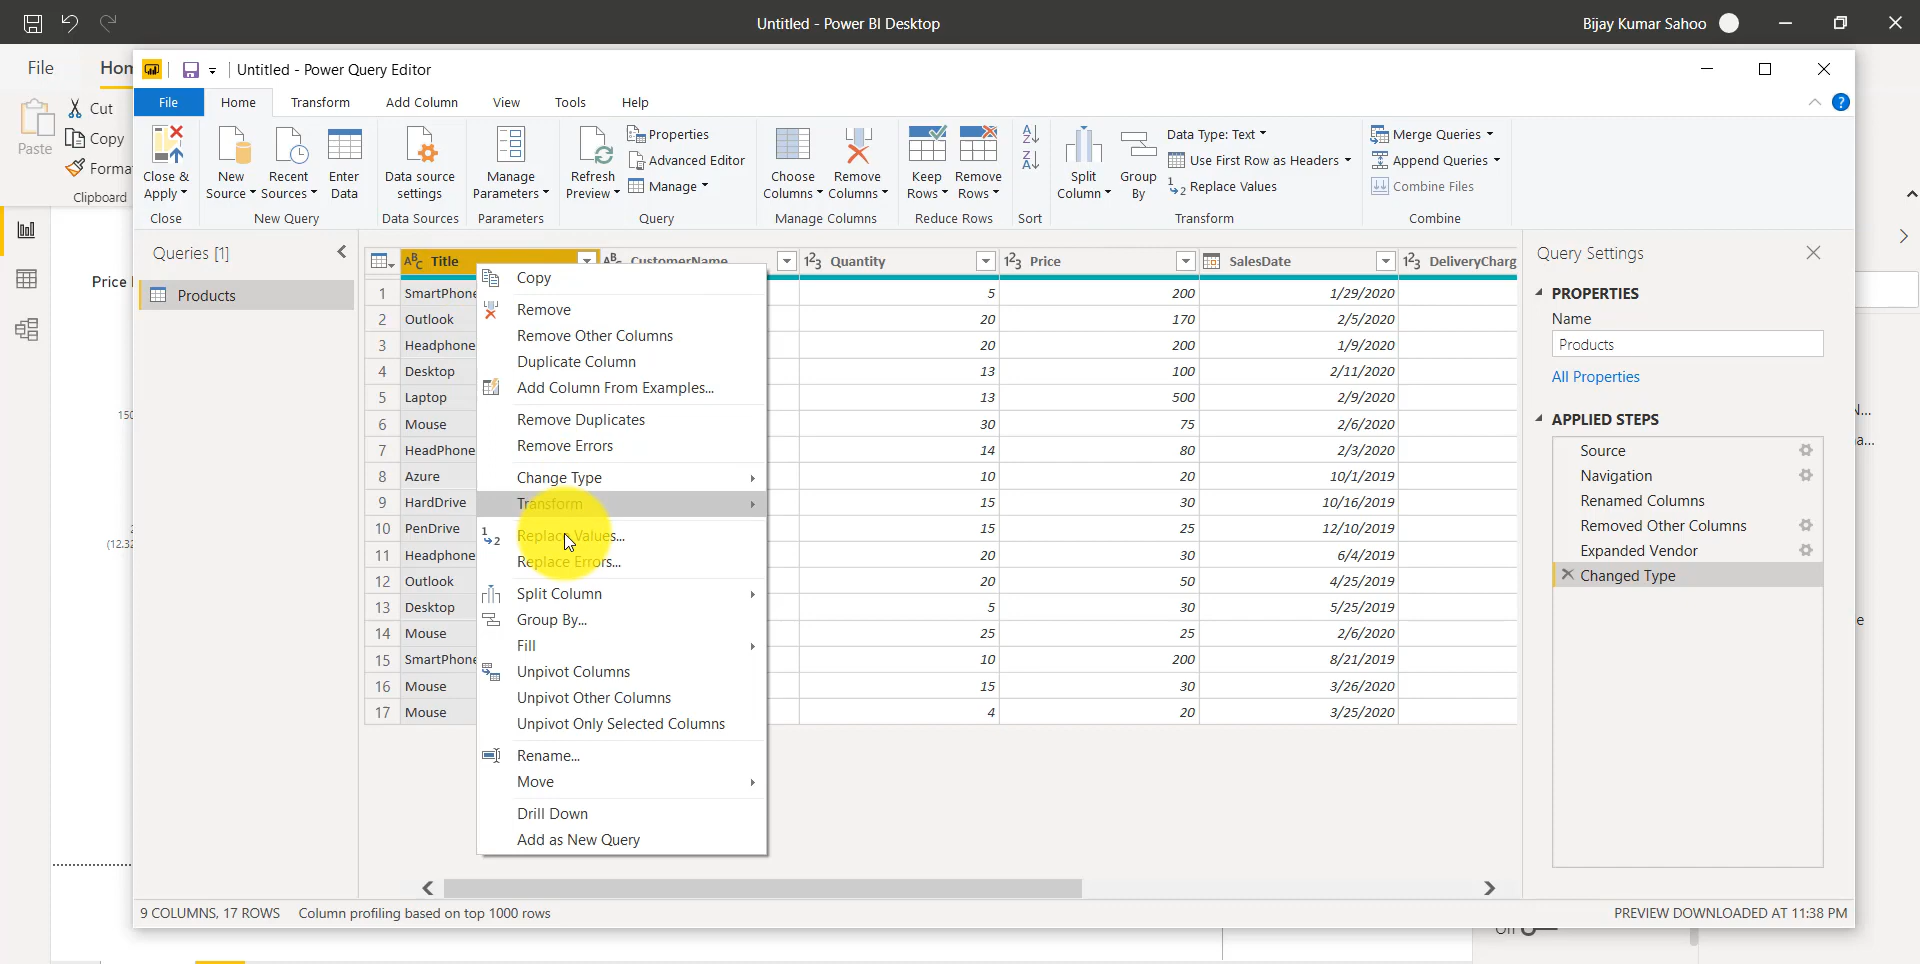 Untitled - Power BI Desktop
Bijay Kumar Sahoo
File
Untitled - Power Query Editor
File
Home
Transform
Add Column
View
Tools
Help
Cut
Copy
Paste
Clipboard
Close &
Apply
Close
New
Source
Recent
Sources
Enter
Data
New Query
Data source
settings
Data Sources
Manage
Parameters
Parameters
Refresh
Preview
Properties
Advanced Editor
Manage
Query
Choose
Columns
Remove
Columns
Manage Columns
Keep
Rows
Remove
Rows
Reduce Rows
Sort
Split
Column
Group
By
Data Type: Text
Use First Row as Headers
Replace Values
Transform
Merge Queries
Append Queries
Combine Files
Combine
Queries [1]
Products
Price
Title
CustomerName
Quantity
Price
SalesDate
DeliveryCharg
1 SmartPhone 5 200 1/29/2020
2 Outlook 20 170 2/5/2020
3 Headphone 20 200 1/9/2020
4 Desktop 13 100 2/11/2020
5 Laptop 13 500 2/9/2020
6 Mouse 30 75 2/6/2020
7 HeadPhone 14 80 2/3/2020
8 Azure 10 20 10/1/2019
9 HardDrive 15 30 10/16/2019
10 PenDrive 15 25 12/10/2019
11 Headphone 20 30 6/4/2019
12 Outlook 20 50 4/25/2019
13 Desktop 5 30 5/25/2019
14 Mouse 25 25 2/6/2020
15 SmartPhone 10 200 8/21/2019
16 Mouse 15 30 3/26/2020
17 Mouse 4 20 3/25/2020
Copy
Remove
Remove Other Columns
Duplicate Column
Add Column From Examples...
Remove Duplicates
Remove Errors
Change Type
Transform
Replace Values...
Replace Errors...
Split Column
Group By...
Fill
Unpivot Columns
Unpivot Other Columns
Unpivot Only Selected Columns
Rename...
Move
Drill Down
Add as New Query
Query Settings
PROPERTIES
Name
Products
All Properties
APPLIED STEPS
Source
Navigation
Renamed Columns
Removed Other Columns
Expanded Vendor
Changed Type
9 COLUMNS, 17 ROWS
Column profiling based on top 1000 rows
PREVIEW DOWNLOADED AT 11:38 PM